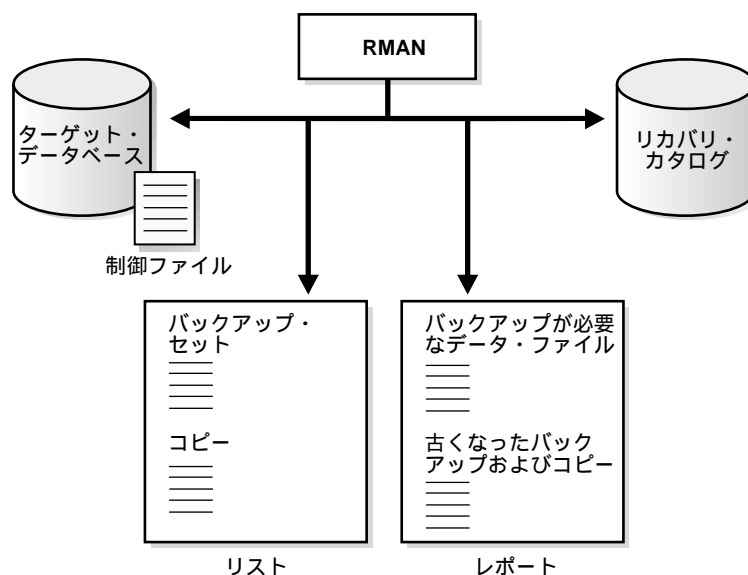 RMAN
ターゲット・
データベース
リカバリ・
カタログ
制御ファイル
バックアップ・
セット
コピー
バックアップが必要
なデータ・ファイル
古くなったバック
アップおよびコピー
リスト
レポート